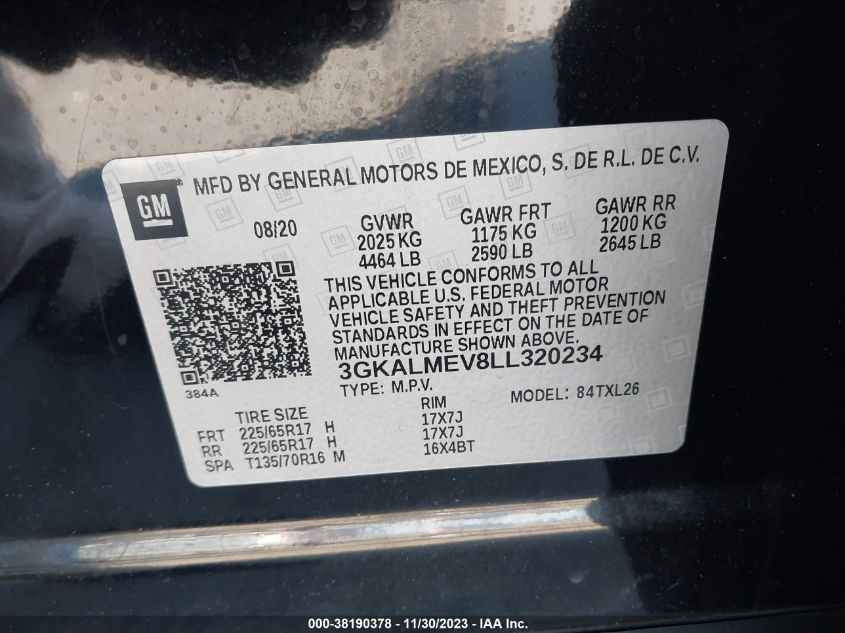 GM
MFD BY GENERAL MOTORS DE MEXICO, S. DE R.L. DE C.V.
08/20 GVWR GAWR FRT GAWR RR
2025 KG 1175 KG 1200 KG
4464 LB 2590 LB 2645 LB
THIS VEHICLE CONFORMS TO ALL
APPLICABLE U.S. FEDERAL MOTOR
VEHICLE SAFETY AND THEFT PREVENTION
STANDARDS IN EFFECT ON THE DATE OF
MANUFACTURE SHOWN ABOVE.
3GKALMEV8LL320234
384A
TYPE: M.P.V. MODEL: 84TXL26
TIRE SIZE RIM
FRT 225/65R17 H 17X7J
RR 225/65R17 H 17X7J
SPA T135/70R16 M 16X4BT
000-38190378 - 11/30/2023 - IAA Inc.